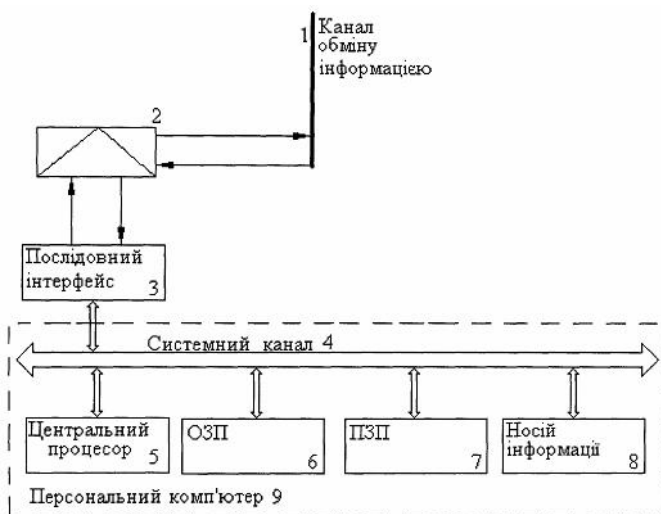 1 Канал
обміну
інформацією
2
Послідовний
інтерфейс 3
Системний канал 4
Центральний
процесор 5
ОЗП
6
ПЗП
7
Носій
інформації 8
Персональний комп'ютер 9